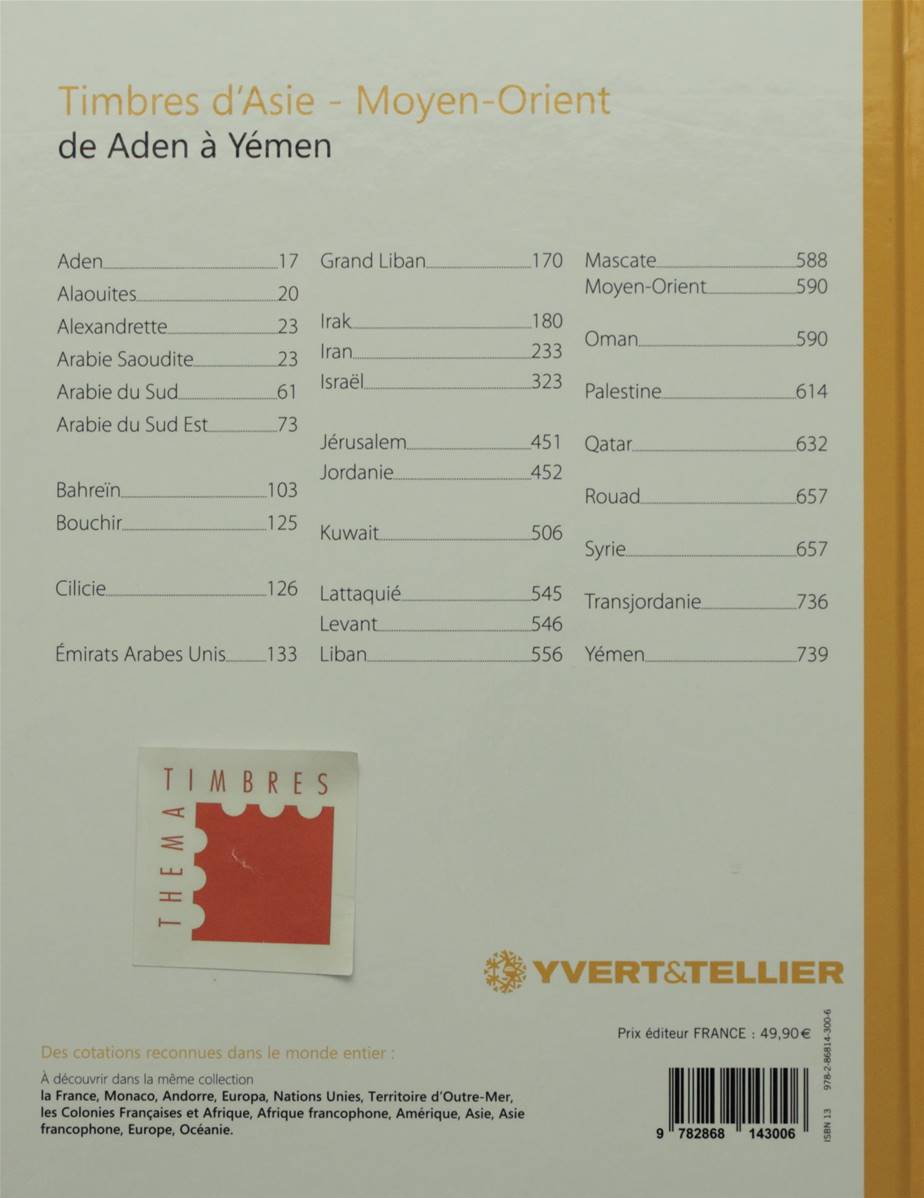 Timbres d'Asie - Moyen-Orient
de Aden à Yémen
Aden 17
Alaouites 20
Alexandrette 23
Arabie Saoudite 23
Arabie du Sud 61
Arabie du Sud Est 73
Bahreïn 103
Bouchir 125
Cilicie 126
Émirats Arabes Unis 133
Grand Liban 170
Irak 180
Iran 233
Israël 323
Jérusalem 451
Jordanie 452
Kuwait 506
Lattaquié 545
Levant 546
Liban 556
Mascate 588
Moyen-Orient 590
Oman 590
Palestine 614
Qatar 632
Rouad 657
Syrie 657
Transjordanie 736
Yémen 739
TIMBRES
THEMA
YVERT&TELLIER
Prix éditeur FRANCE : 49,90€
Des cotations reconnues dans le monde entier :
À découvrir dans la même collection
la France, Monaco, Andorre, Europa, Nations Unies, Territoire d'Outre-Mer,
les Colonies Françaises et Afrique, Afrique francophone, Amérique, Asie, Asie
francophone, Europe, Océanie.
9 782868 143006
ISBN 13 978-2-86814-300-6